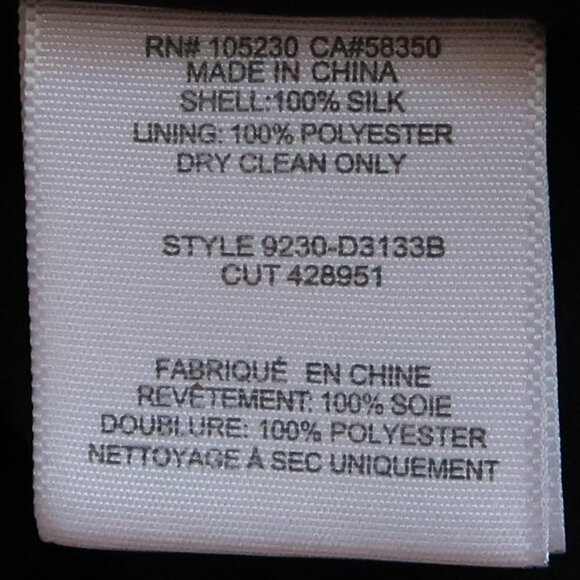 RN# 105230 CA#58350
MADE IN CHINA
SHELL:100% SILK
LINING: 100% POLYESTER
DRY CLEAN ONLY
STYLE 9230-D3133B
CUT 428951
FABRIQUÉ EN CHINE
REVÊTEMENT: 100% SOIE
DOUBLURE: 100% POLYESTER
NETTOYAGE À SEC UNIQUEMENT